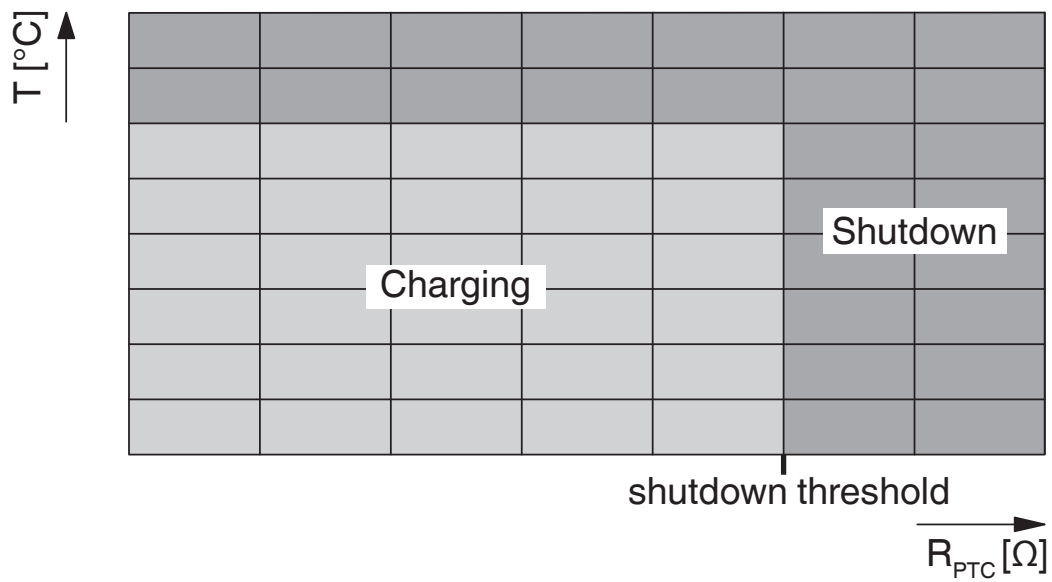 T [°C]
Shutdown
Charging
shutdown threshold
R_PTC [Ω]